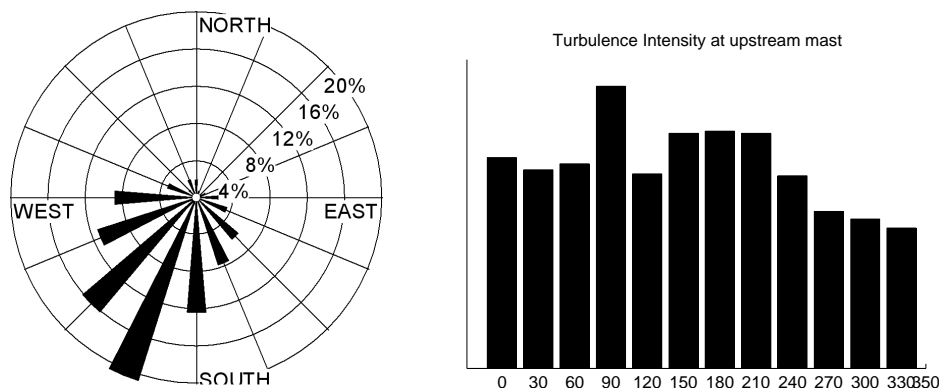 NORTH
20%
16%
12%
8%
4%
WEST
EAST
SOUTH
Turbulence Intensity at upstream mast
0 30 60 90 120 150 180 210 240 270 300 330 350